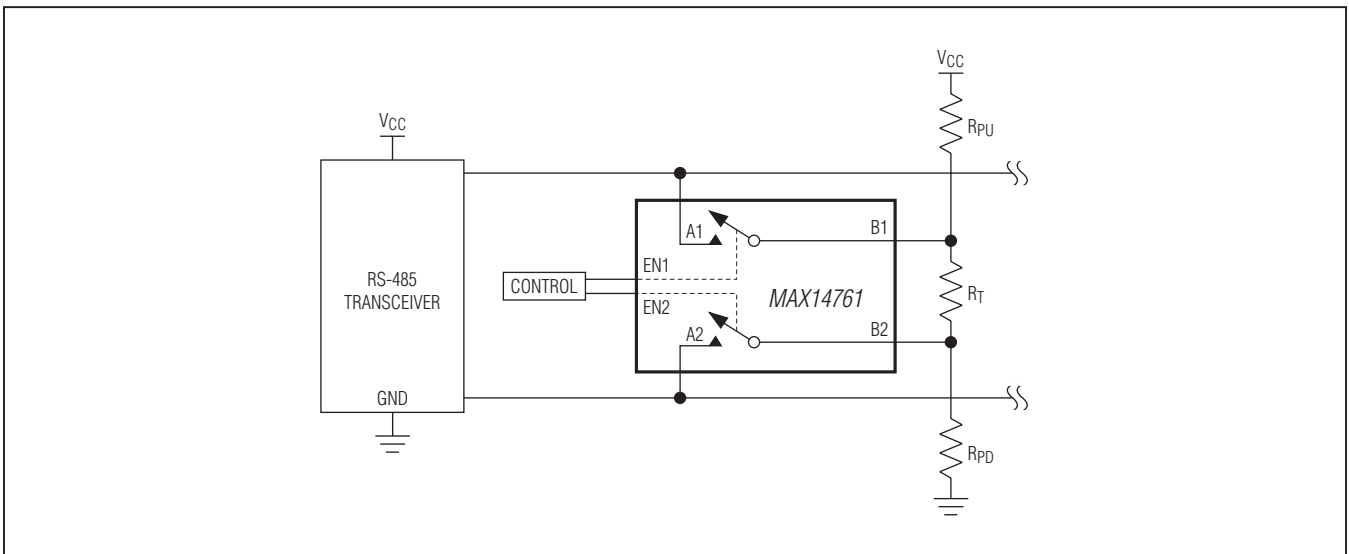 VCC
RPU
VCC
A1
B1
EN1
RS-485
TRANSCEIVER
CONTROL
MAX14761
RT
EN2
A2
B2
GND
RPD